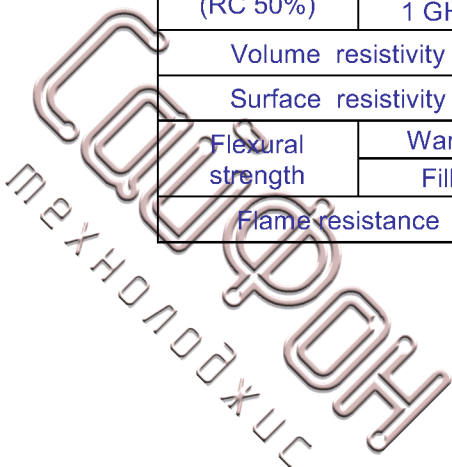 (RC 50%)
1 GH
Volume resistivity
Surface resistivity
Flexural strength
War
Fill
Flame resistance
Сайфон
технолоджис